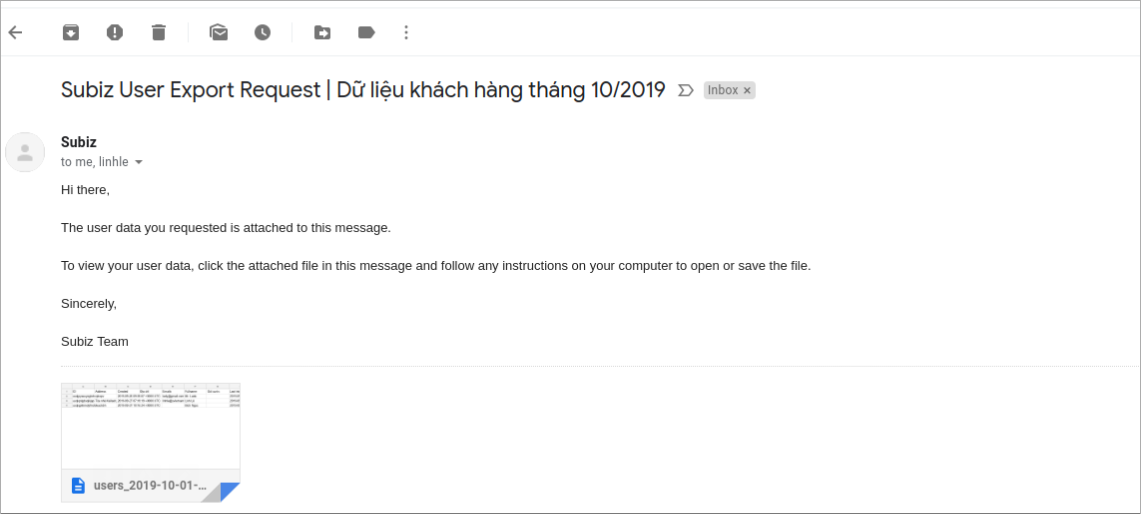 Subiz User Export Request | Dữ liệu khách hàng tháng 10/2019
Inbox ×
Subiz
to me, linhle
Hi there,
The user data you requested is attached to this message.
To view your user data, click the attached file in this message and follow any instructions on your computer to open or save the file.
Sincerely,
Subiz Team
users_2019-10-01-...